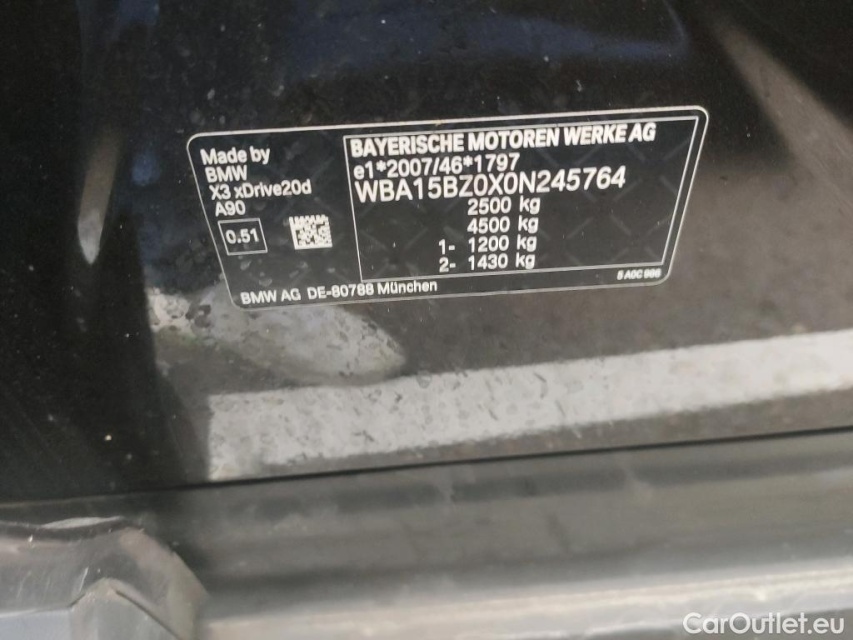 Made by
BMW
X3 xDrive20d
A90
0.51
BAYERISCHE MOTOREN WERKE AG
e1*2007/46*1797
WBA15BZ0X0N245764
2500 kg
4500 kg
1- 1200 kg
2- 1430 kg
BMW AG DE-80788 München
CarOutlet.eu